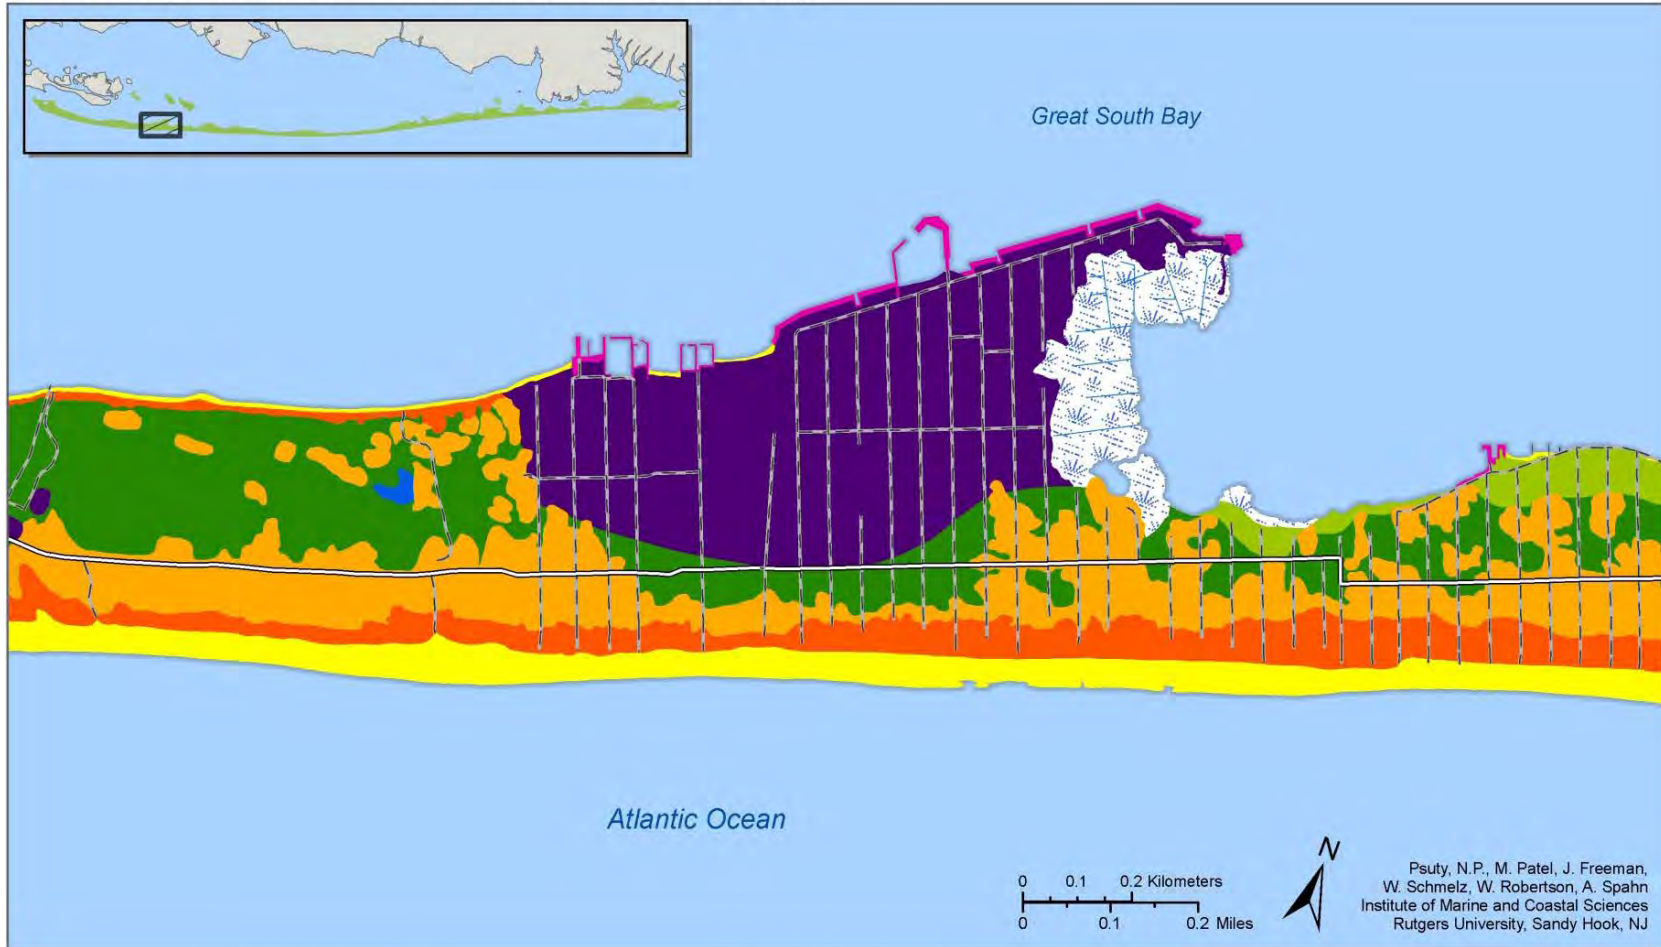 Great South Bay
Atlantic Ocean
0 0.1 0.2 Kilometers
0 0.1 0.2 Miles
N
Psuty, N.P., M. Patel, J. Freeman,
W. Schmelz, W. Robertson, A. Spahn
Institute of Marine and Coastal Sciences
Rutgers University, Sandy Hook, NJ